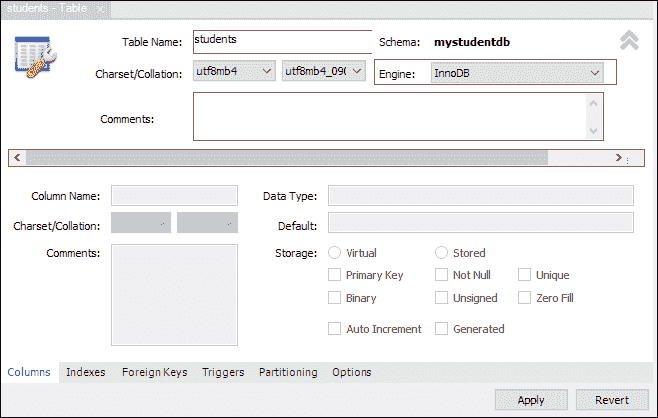 students - Table
Table Name: students Schema: mystudentdb
Charset/Collation: utf8mb4 utf8mb4_090 Engine: InnoDB
Comments:
Column Name: Data Type:
Charset/Collation: Default:
Comments: Storage: Virtual Stored
Primary Key Not Null Unique
Binary Unsigned Zero Fill
Auto Increment Generated
Columns Indexes Foreign Keys Triggers Partitioning Options
Apply Revert